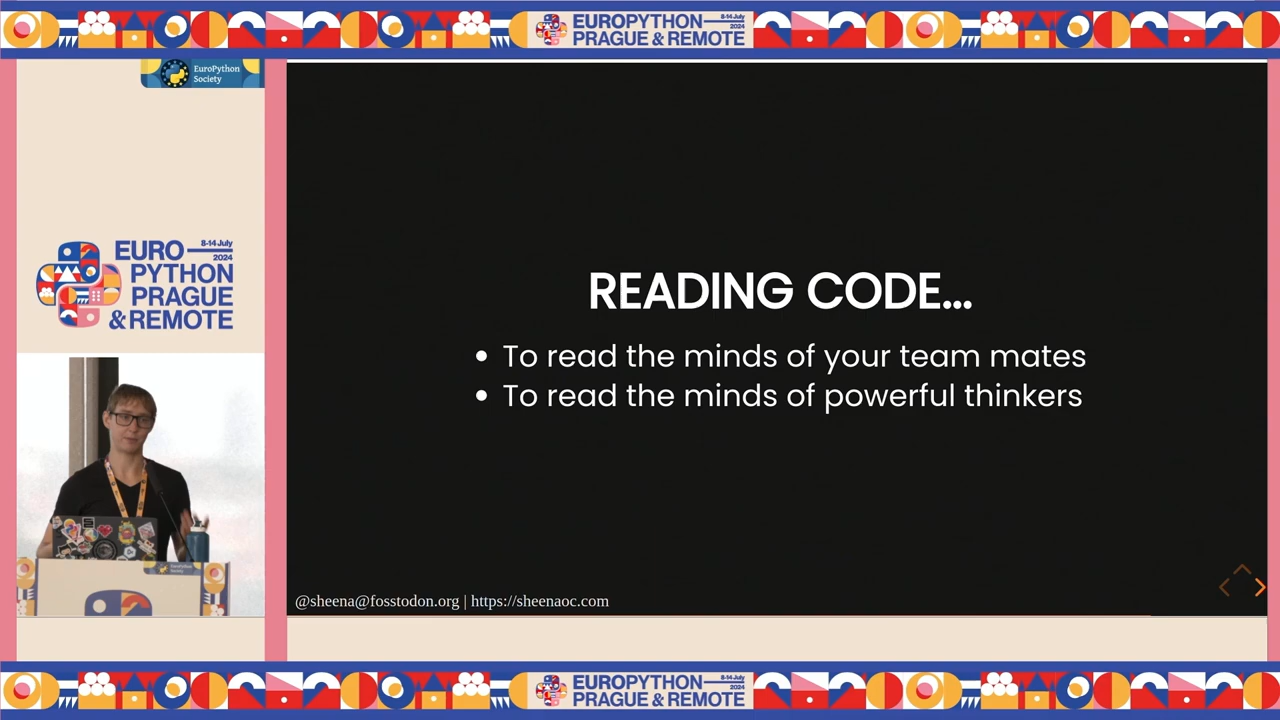 EUROPYTHON
8-14 July
2024
PRAGUE & REMOTE
EuroPython
Society
EURO
8-14 July
2024
PYTHON
PRAGUE
& REMOTE
READING CODE...
• To read the minds of your team mates
• To read the minds of powerful thinkers
@sheena@fosstodon.org | https://sheenaoc.com
EUROPYTHON
8-14 July
2024
PRAGUE & REMOTE